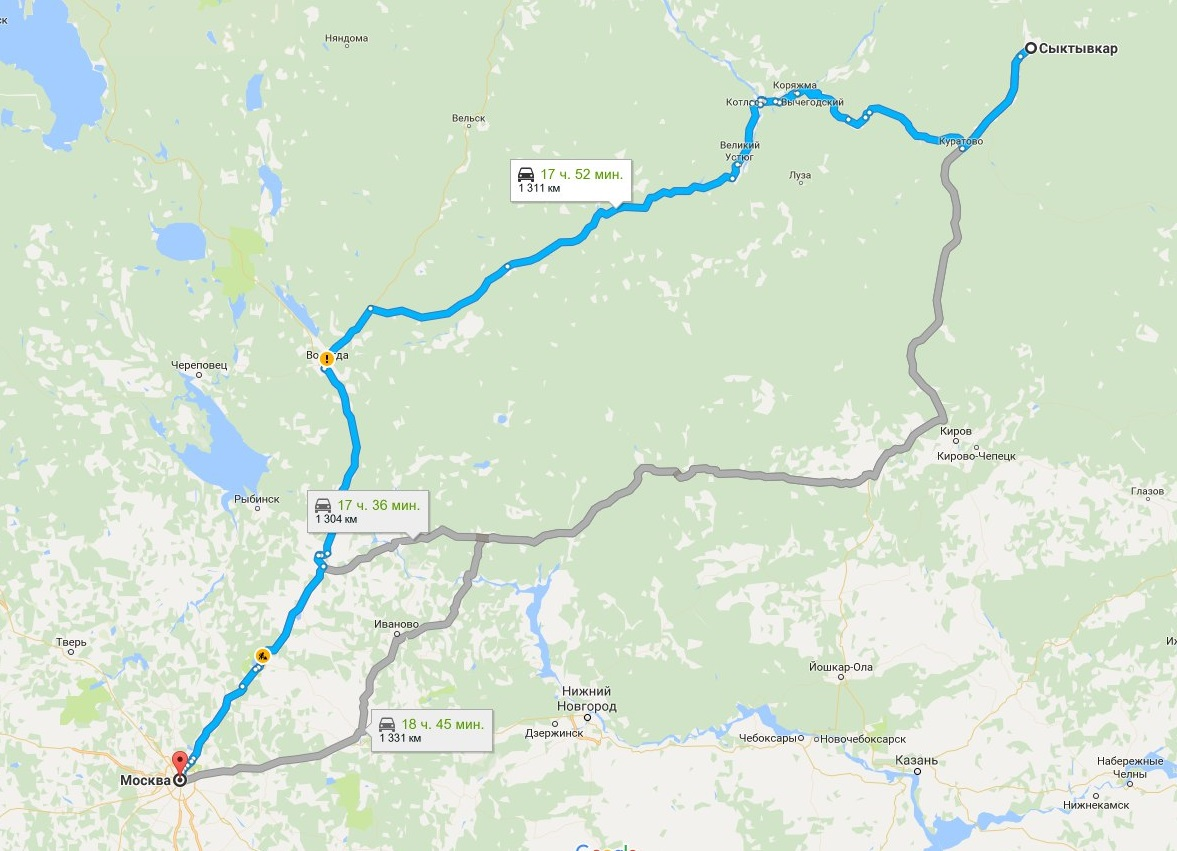 Няндома
Сыктывкар
Коряжма
Вычегодский
Вельск
Куратово
Великий
Устюг
17 ч. 52 мин.
1 311 км
Луза
Череповец
Киров
Кирово-Чепецк
Рыбинск
Глазов
17 ч. 36 мин.
1 304 км
Иваново
Тверь
Йошкар-Ола
Нижний
Новгород
18 ч. 45 мин.
1 331 км
Дзержинск
Чебоксары
Новочебоксарск
Казань
Набережные
Челны
Москва
Нижнекамск